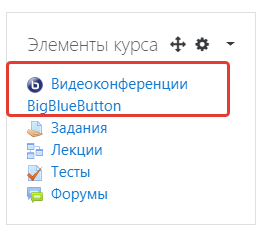 Элементы курса
Видеоконференции
BigBlueButton
Задания
Лекции
Тесты
Форумы